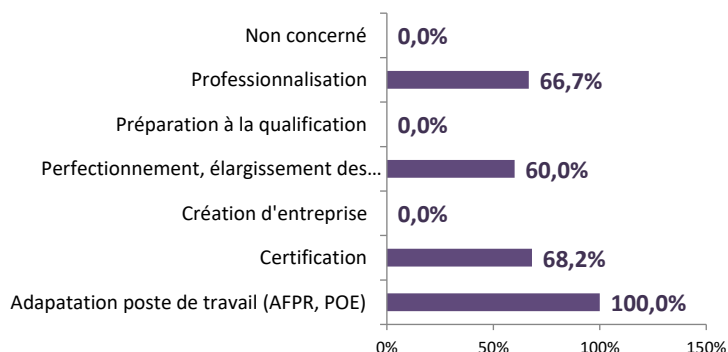 Non concerné 0,0%
Professionnalisation 66,7%
Préparation à la qualification 0,0%
Perfectionnement, élargissement des... 60,0%
Création d'entreprise 0,0%
Certification 68,2%
Adapatation poste de travail (AFPR, POE) 100,0%
0% 50% 100% 150%